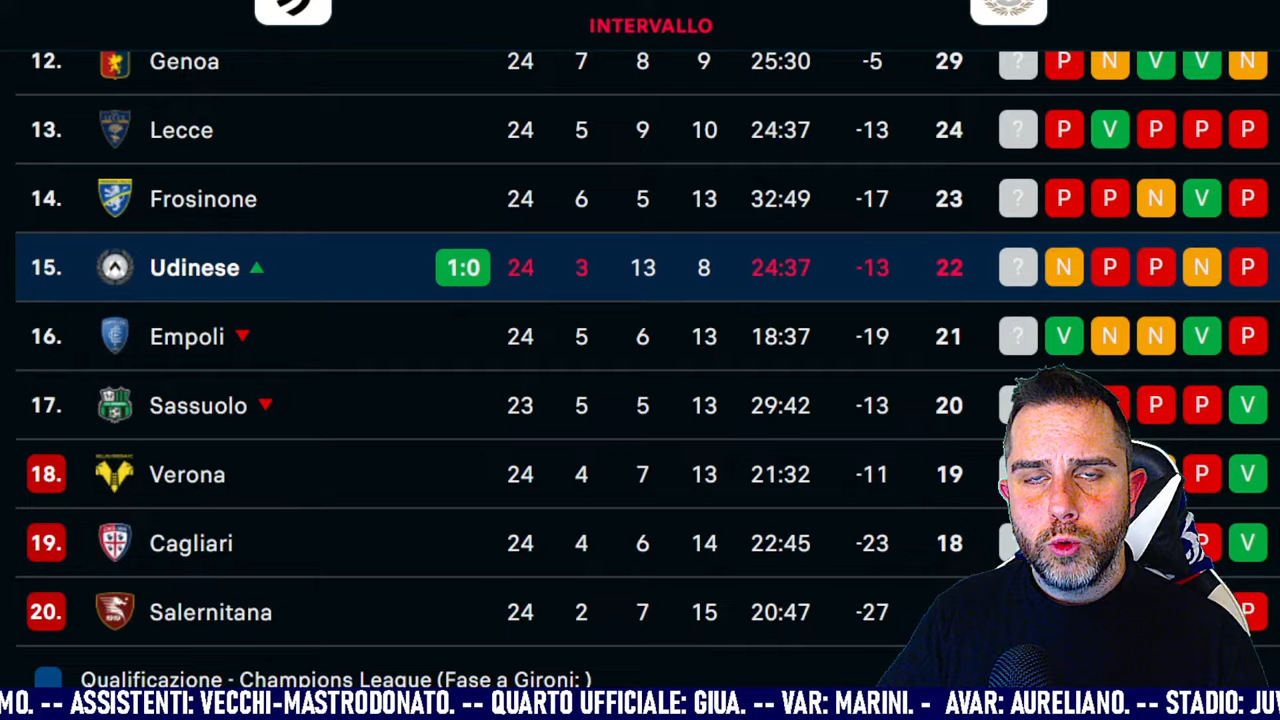 INTERVALLO
12. Genoa 24 7 8 9 25:30 -5 29 ? P N V V N
13. Lecce 24 5 9 10 24:37 -13 24 ? P V P P P
14. Frosinone 24 6 5 13 32:49 -17 23 ? P P N V P
15. Udinese 1:0 24 3 13 8 24:37 -13 22 ? N P P N P
16. Empoli 24 5 6 13 18:37 -19 21 ? V N N V P
17. Sassuolo 23 5 5 13 29:42 -13 20 P P V
18. Verona 24 4 7 13 21:32 -11 19 P V
19. Cagliari 24 4 6 14 22:45 -23 18 V
20. Salernitana 24 2 7 15 20:47 -27
Qualificazione - Champions League (Fase a Gironi: )
MO. -- ASSISTENTI: VECCHI-MASTRODONATO. -- QUARTO UFFICIALE: GIUA. -- VAR: MARINI. - AVAR: AURELIANO. -- STADIO: JUV